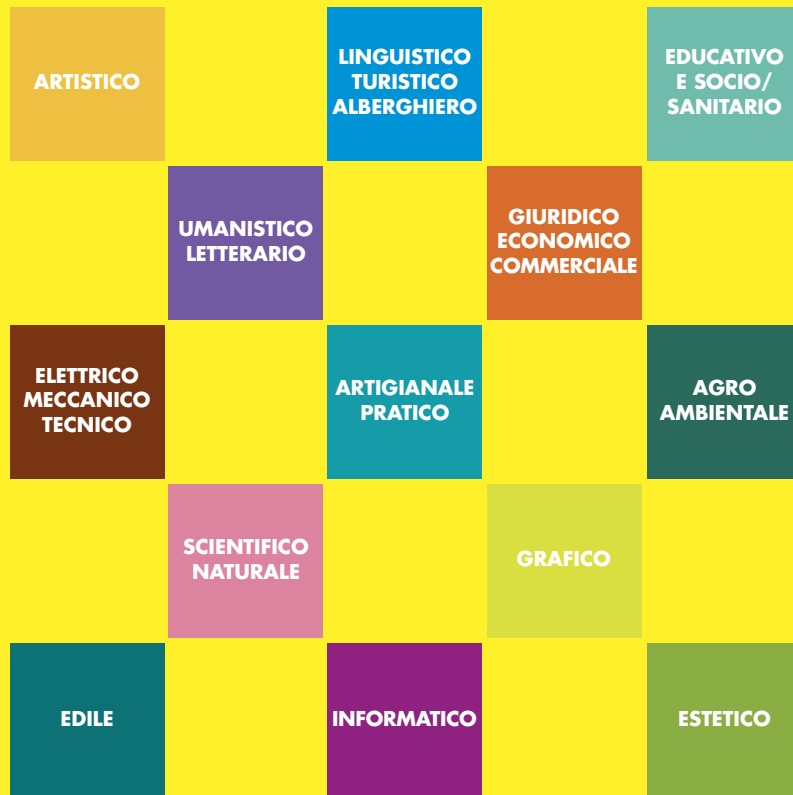 ARTISTICO
LINGUISTICO
TURISTICO
ALBERGHIERO
EDUCATIVO
E SOCIO/
SANITARIO
UMANISTICO
LETTERARIO
GIURIDICO
ECONOMICO
COMMERCIALE
ELETTRICO
MECCANICO
TECNICO
ARTIGIANALE
PRATICO
AGRO
AMBIENTALE
SCIENTIFICO
NATURALE
GRAFICO
EDILE
INFORMATICO
ESTETICO